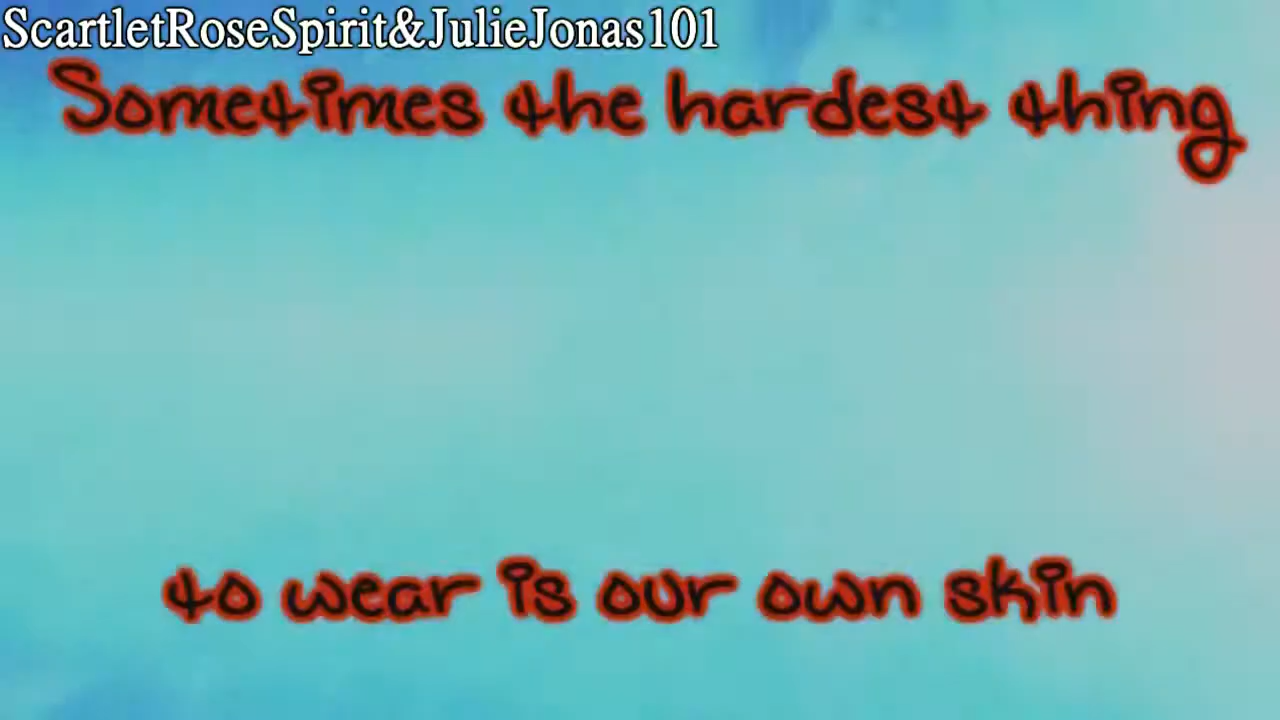 ScartletRoseSpirit&JulieJonas101
Sometimes the hardest thing
to wear is our own skin